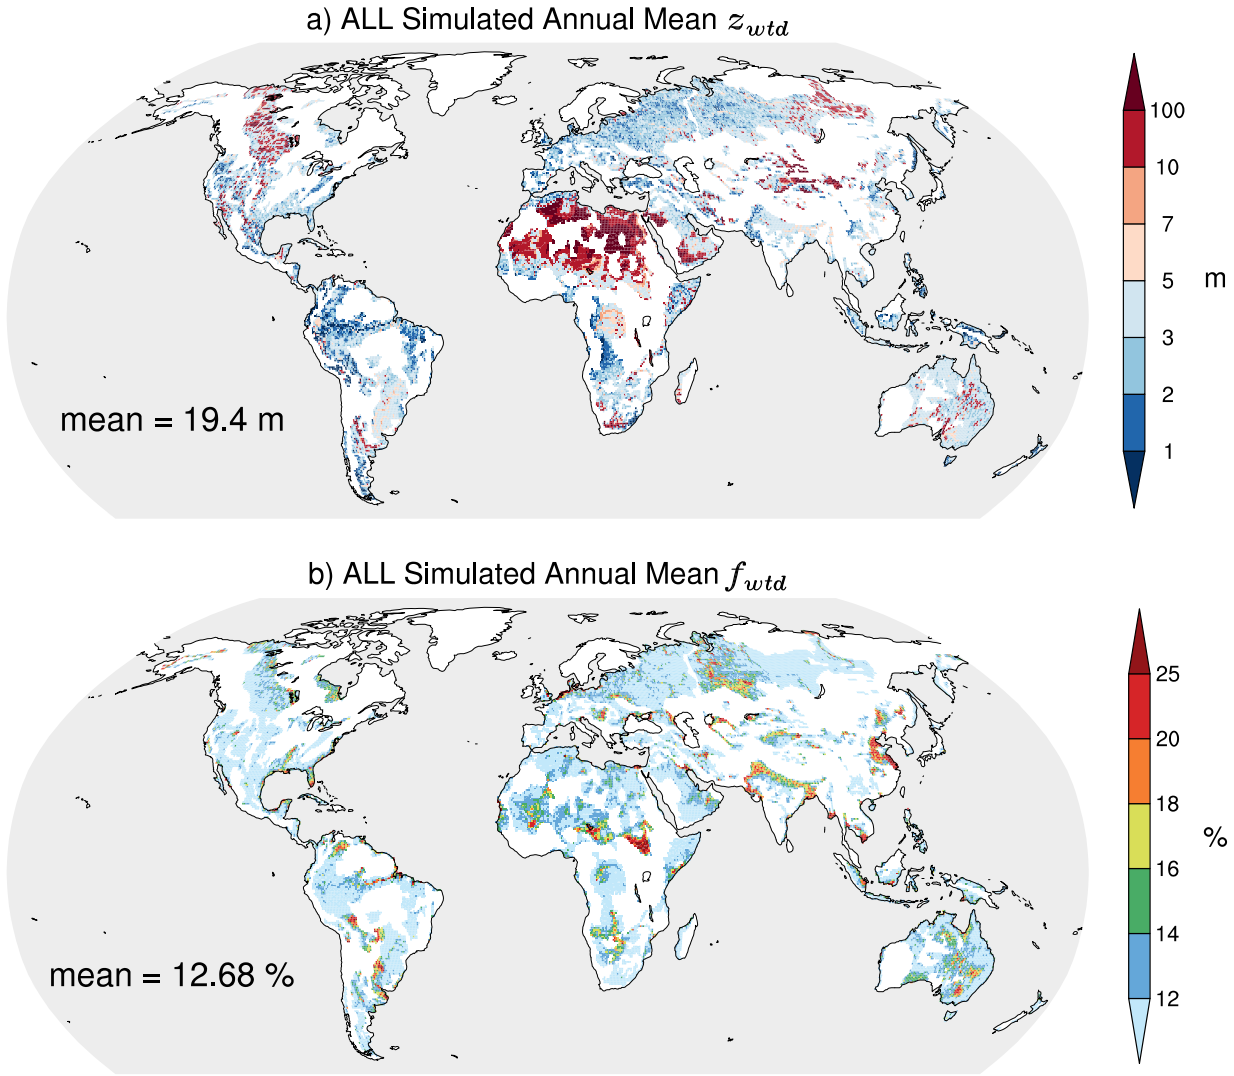 a) ALL Simulated Annual Mean z_wtd
100
10
7
5
3
2
1
m
mean = 19.4 m
b) ALL Simulated Annual Mean f_wtd
25
20
18
16
14
12
%
mean = 12.68 %